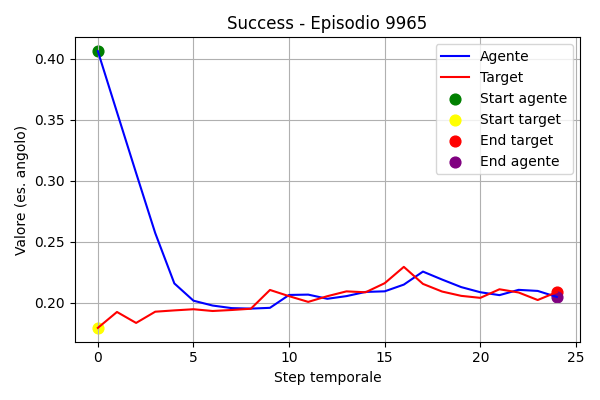 Success - Episodio 9965
Valore (es. angolo)
0.40
0.35
0.30
0.25
0.20
Agente
Target
Start agente
Start target
End target
End agente
0
5
10
15
20
25
Step temporale